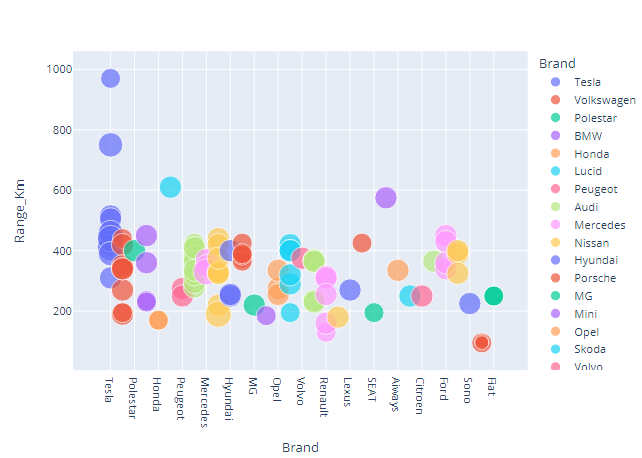 1000
800
600
400
200
Range_Km
Tesla
Polestar
Honda
Peugeot
Mercedes
Hyundai
MG
Opel
Volvo
Renault
Lexus
SEAT
Aiways
Citroen
Ford
Sono
Fiat
Brand
Brand
Tesla
Volkswagen
Polestar
BMW
Honda
Lucid
Peugeot
Audi
Mercedes
Nissan
Hyundai
Porsche
MG
Mini
Opel
Skoda
Volvo